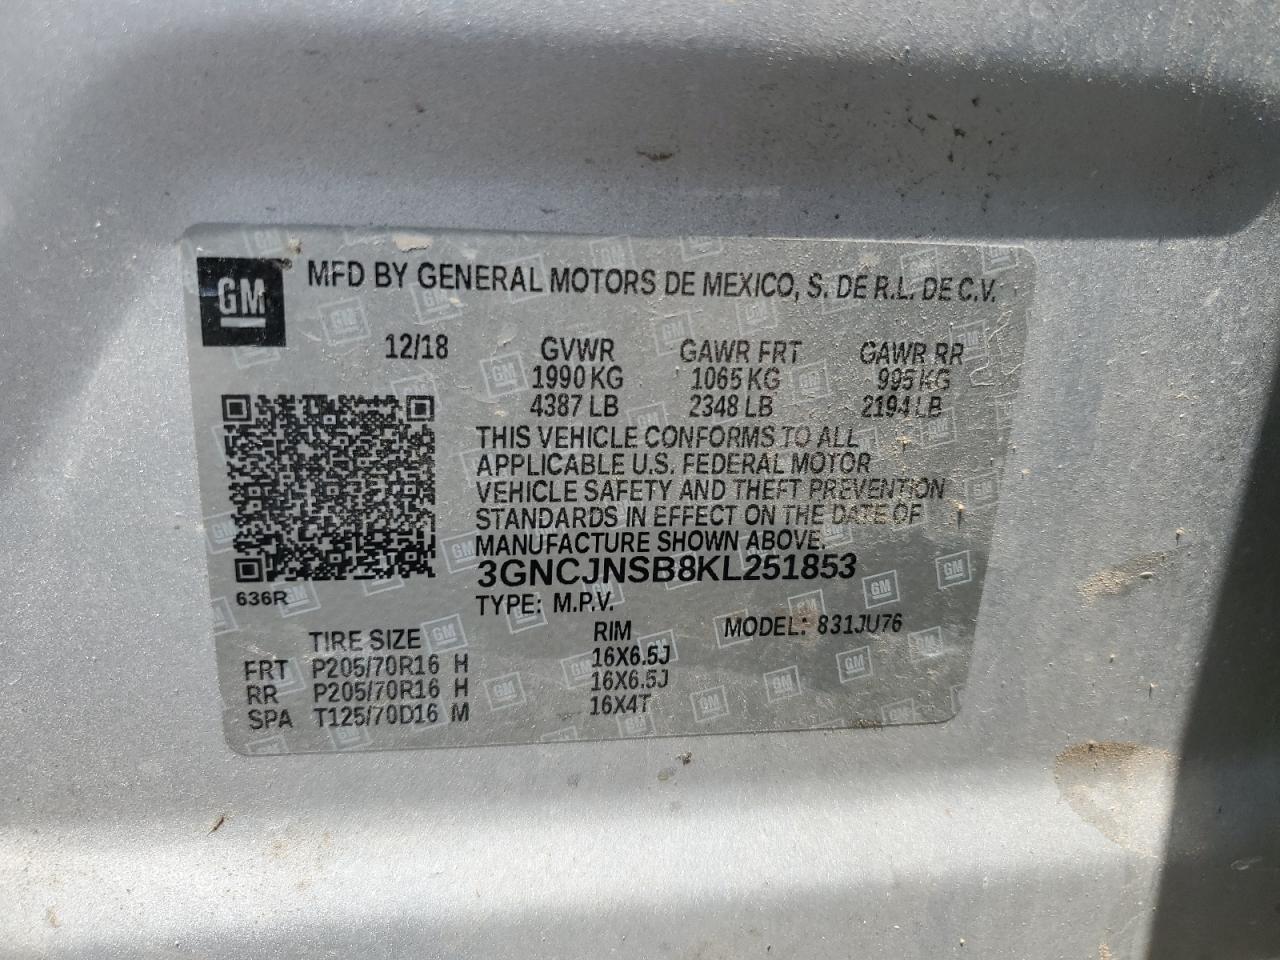 GM MFD BY GENERAL MOTORS DE MEXICO, S. DE R.L. DE C.V.
12/18 GVWR GAWR FRT GAWR RR
1990 KG 1065 KG 995 KG
4387 LB 2348 LB 2194 LB
THIS VEHICLE CONFORMS TO ALL
APPLICABLE U.S. FEDERAL MOTOR
VEHICLE SAFETY AND THEFT PREVENTION
STANDARDS IN EFFECT ON THE DATE OF
MANUFACTURE SHOWN ABOVE.
3GNCJNSB8KL251853
636R
TYPE: M.P.V. MODEL: 831JU76
TIRE SIZE RIM
FRT P205/70R16 H 16X6.5J
RR P205/70R16 H 16X6.5J
SPA T125/70D16 M 16X4T